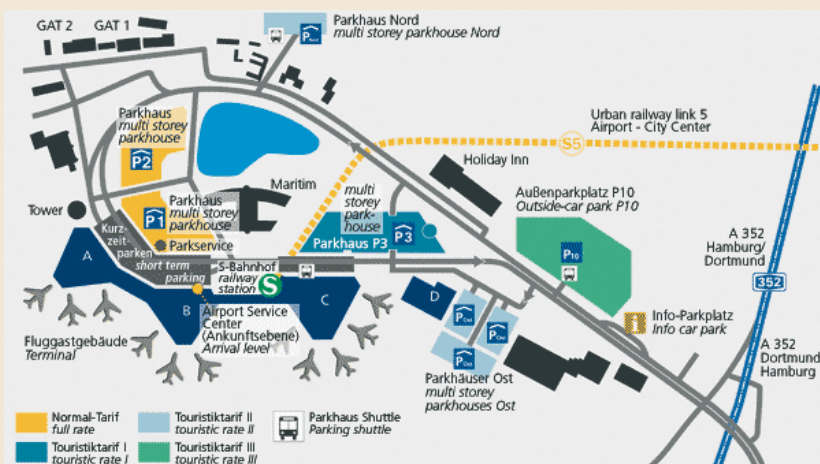 GAT 2
GAT 1
Parkhaus Nord
multi storey parkhouse Nord
P
Parkhaus
multi storey
parkhouse
P2
Urban railway link 5
Airport - City Center
S5
Holiday Inn
Maritim
multi
storey
park-
house
Parkhaus P3
P3
Außenparkplatz P10
Outside-car park P10
P10
Tower
Parkhaus
multi storey
parkhouse
P1
Parkservice
Kurz-
zeit-
parken
short term
parking
S-Bahnhof
railway
station
S
A
B
C
D
Airport Service
Center
(Ankunftsebene)
Arrival level
Fluggastgebäude
Terminal
A 352
Hamburg/
Dortmund
352
Info-Parkplatz
Info car park
i
A 352
Dortmund
Hamburg
P Ost
P Ost
P Ost
Parkhäuser Ost
multi storey
parkhouses Ost
Normal-Tarif
full rate
Touristiktarif II
touristic rate II
Parkhaus Shuttle
Parking shuttle
Touristiktarif I
touristic rate I
Touristiktarif III
touristic rate III